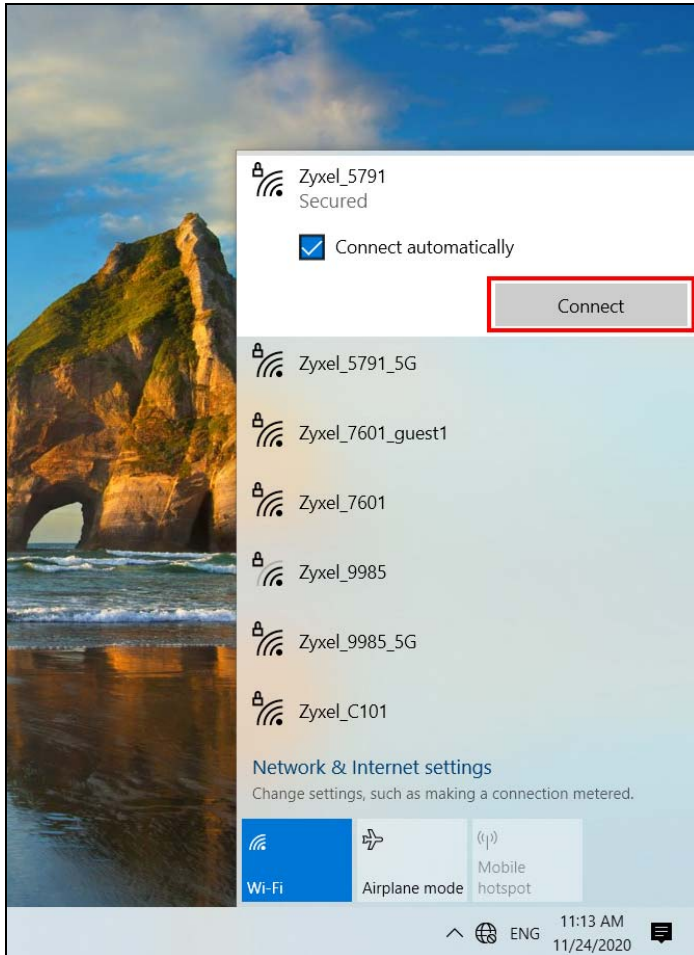 Zyxel_5791
Secured
Connect automatically
Connect
Zyxel_5791_5G
Zyxel_7601_guest1
Zyxel_7601
Zyxel_9985
Zyxel_9985_5G
Zyxel_C101
Network & Internet settings
Change settings, such as making a connection metered.
Wi-Fi
Airplane mode
Mobile
hotspot
ENG
11:13 AM
11/24/2020